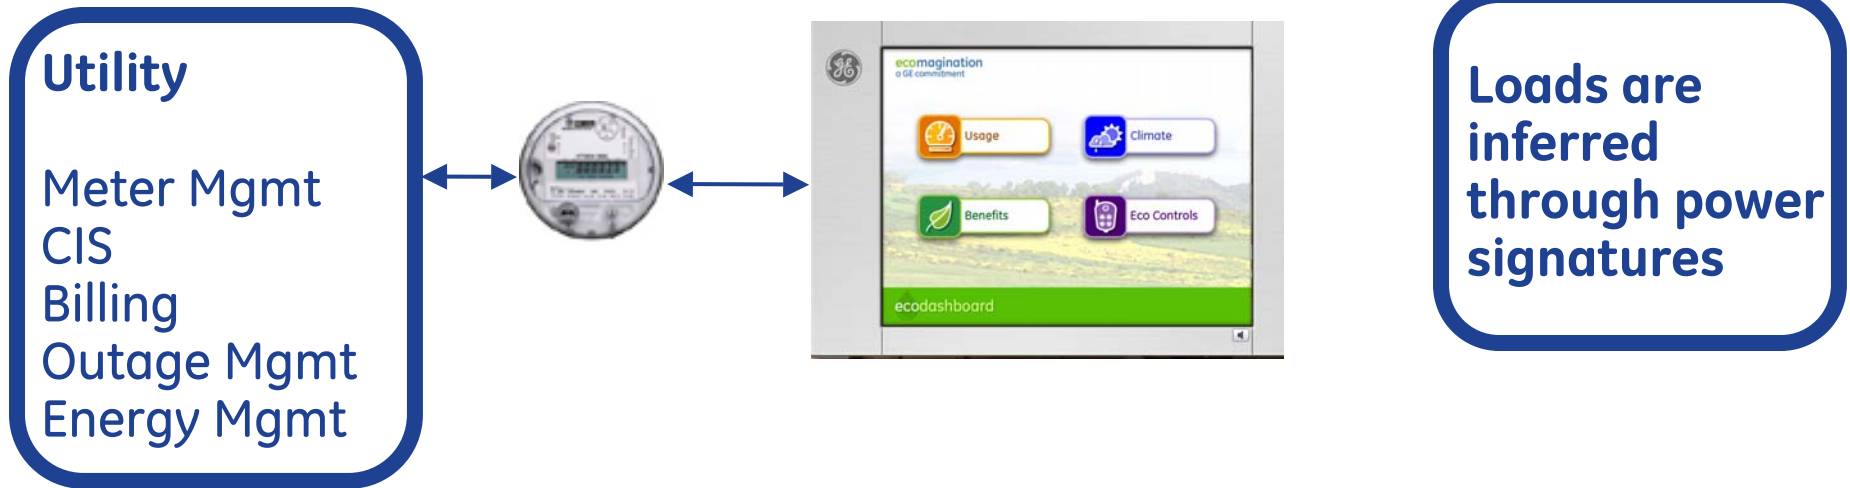 Utility
Meter Mgmt
CIS
Billing
Outage Mgmt
Energy Mgmt
ecomagination
a GE commitment
Usage
Climate
Benefits
Eco Controls
ecodashboard
Loads are
inferred
through power
signatures